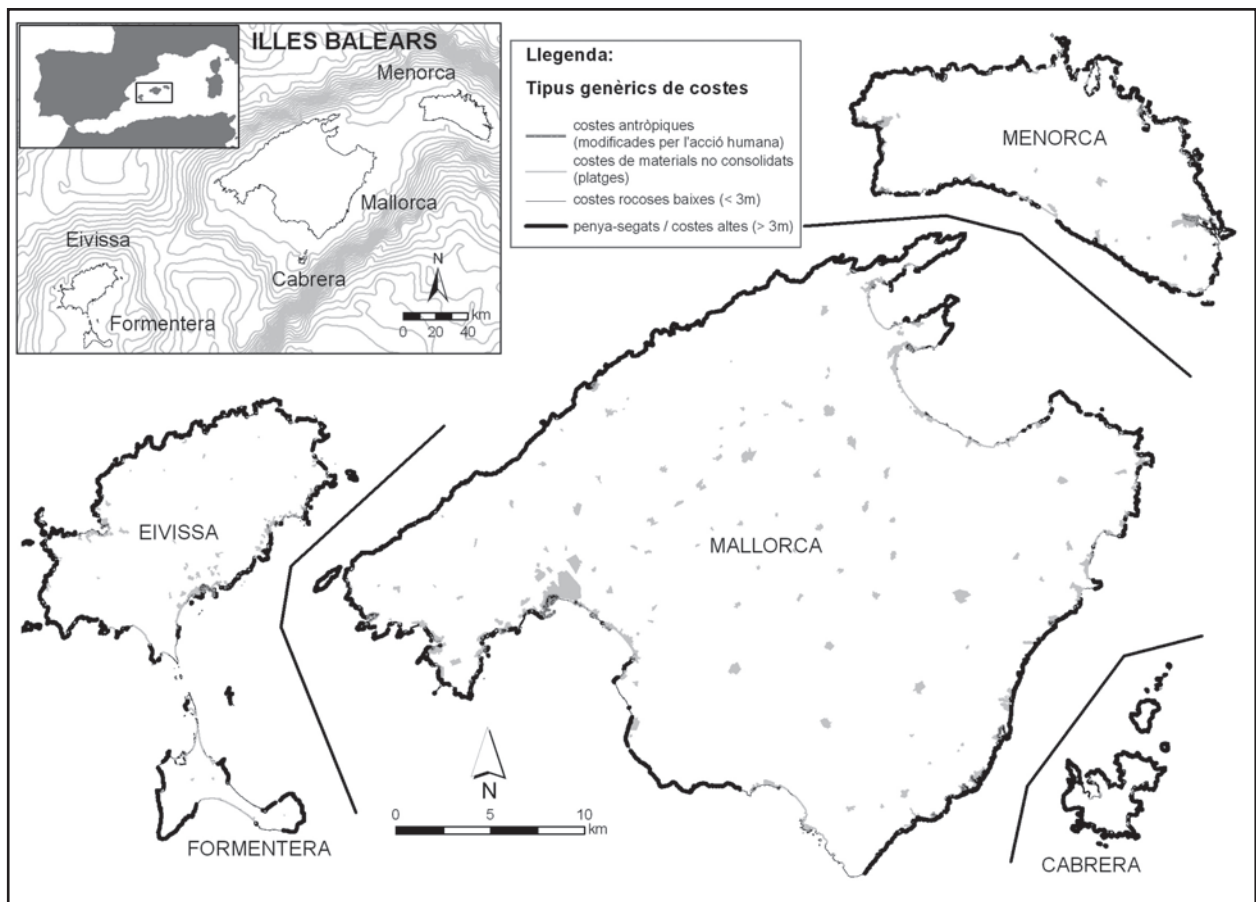 ILLES BALEARS
Menorca
Mallorca
Eivissa
Cabrera
Formentera
N
km
0 20 40
Llegenda:
Tipus genèrics de costes
costes antròpiques
(modificades per l'acció humana)
costes de materials no consolidats
(platges)
costes rocoses baixes (< 3m)
penya-segats / costes altes (> 3m)
MENORCA
EIVISSA
MALLORCA
FORMENTERA
N
0 5 10
km
CABRERA